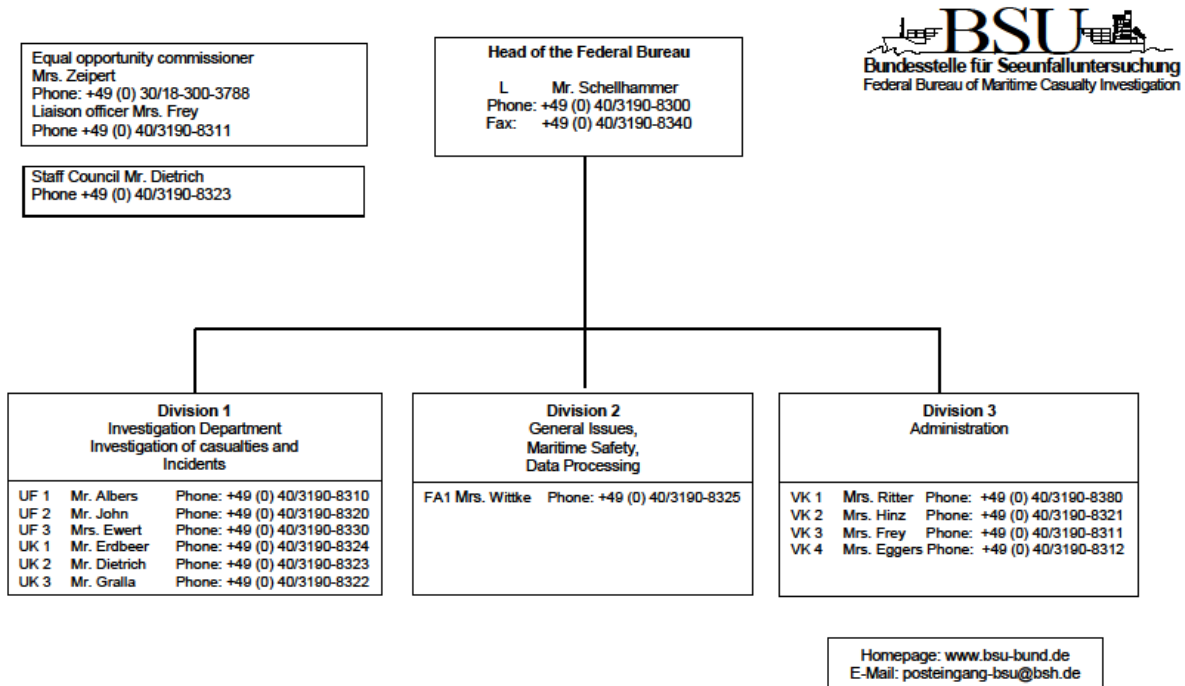 Equal opportunity commissioner
Mrs. Zeipert
Phone: +49 (0) 30/18-300-3788
Liaison officer Mrs. Frey
Phone +49 (0) 40/3190-8311
Staff Council Mr. Dietrich
Phone +49 (0) 40/3190-8323
Head of the Federal Bureau
L Mr. Schellhammer
Phone: +49 (0) 40/3190-8300
Fax: +49 (0) 40/3190-8340
BSU
Bundesstelle für Seeunfalluntersuchung
Federal Bureau of Maritime Casualty Investigation
Division 1
Investigation Department
Investigation of casualties and
Incidents
UF 1 Mr. Albers Phone: +49 (0) 40/3190-8310
UF 2 Mr. John Phone: +49 (0) 40/3190-8320
UF 3 Mrs. Ewert Phone: +49 (0) 40/3190-8330
UK 1 Mr. Erdbeer Phone: +49 (0) 40/3190-8324
UK 2 Mr. Dietrich Phone: +49 (0) 40/3190-8323
UK 3 Mr. Gralla Phone: +49 (0) 40/3190-8322
Division 2
General Issues,
Maritime Safety,
Data Processing
FA1 Mrs. Wittke Phone: +49 (0) 40/3190-8325
Division 3
Administration
VK 1 Mrs. Ritter Phone: +49 (0) 40/3190-8380
VK 2 Mrs. Hinz Phone: +49 (0) 40/3190-8321
VK 3 Mrs. Frey Phone: +49 (0) 40/3190-8311
VK 4 Mrs. Eggers Phone: +49 (0) 40/3190-8312
Homepage: www.bsu-bund.de
E-Mail: posteingang-bsu@bsh.de